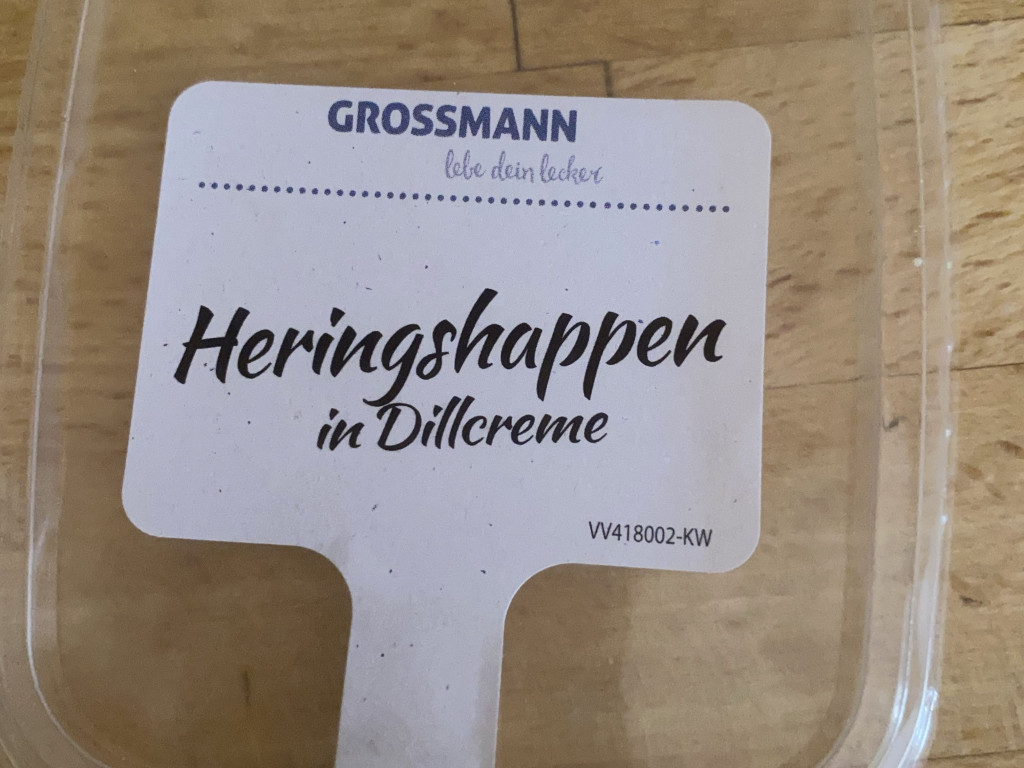 GROSSMANN
lebe dein lecker
Heringshappen
in Dillcreme
VV418002-KW